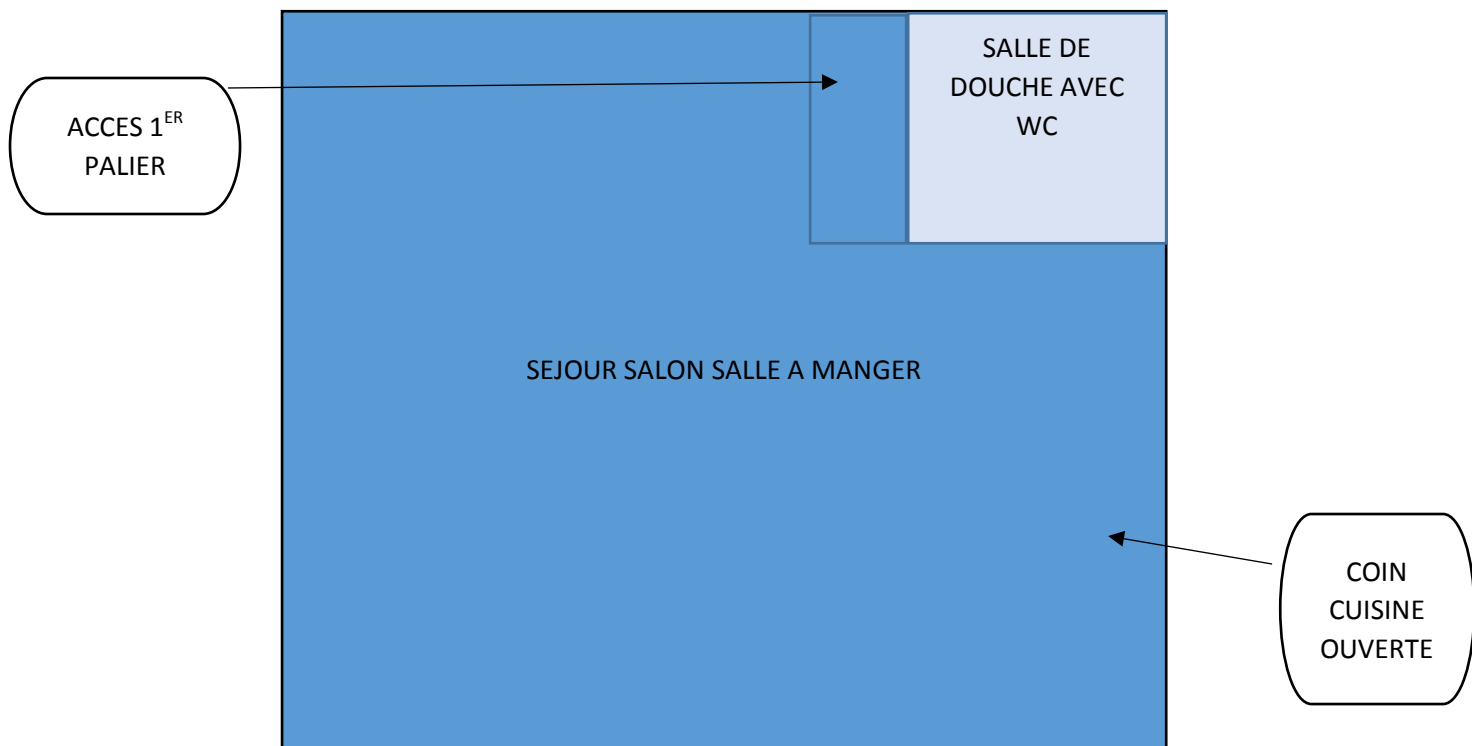 SALLE DE
DOUCHE AVEC
WC
ACCES 1ER
PALIER
SEJOUR SALON SALLE A MANGER
COIN
CUISINE
OUVERTE